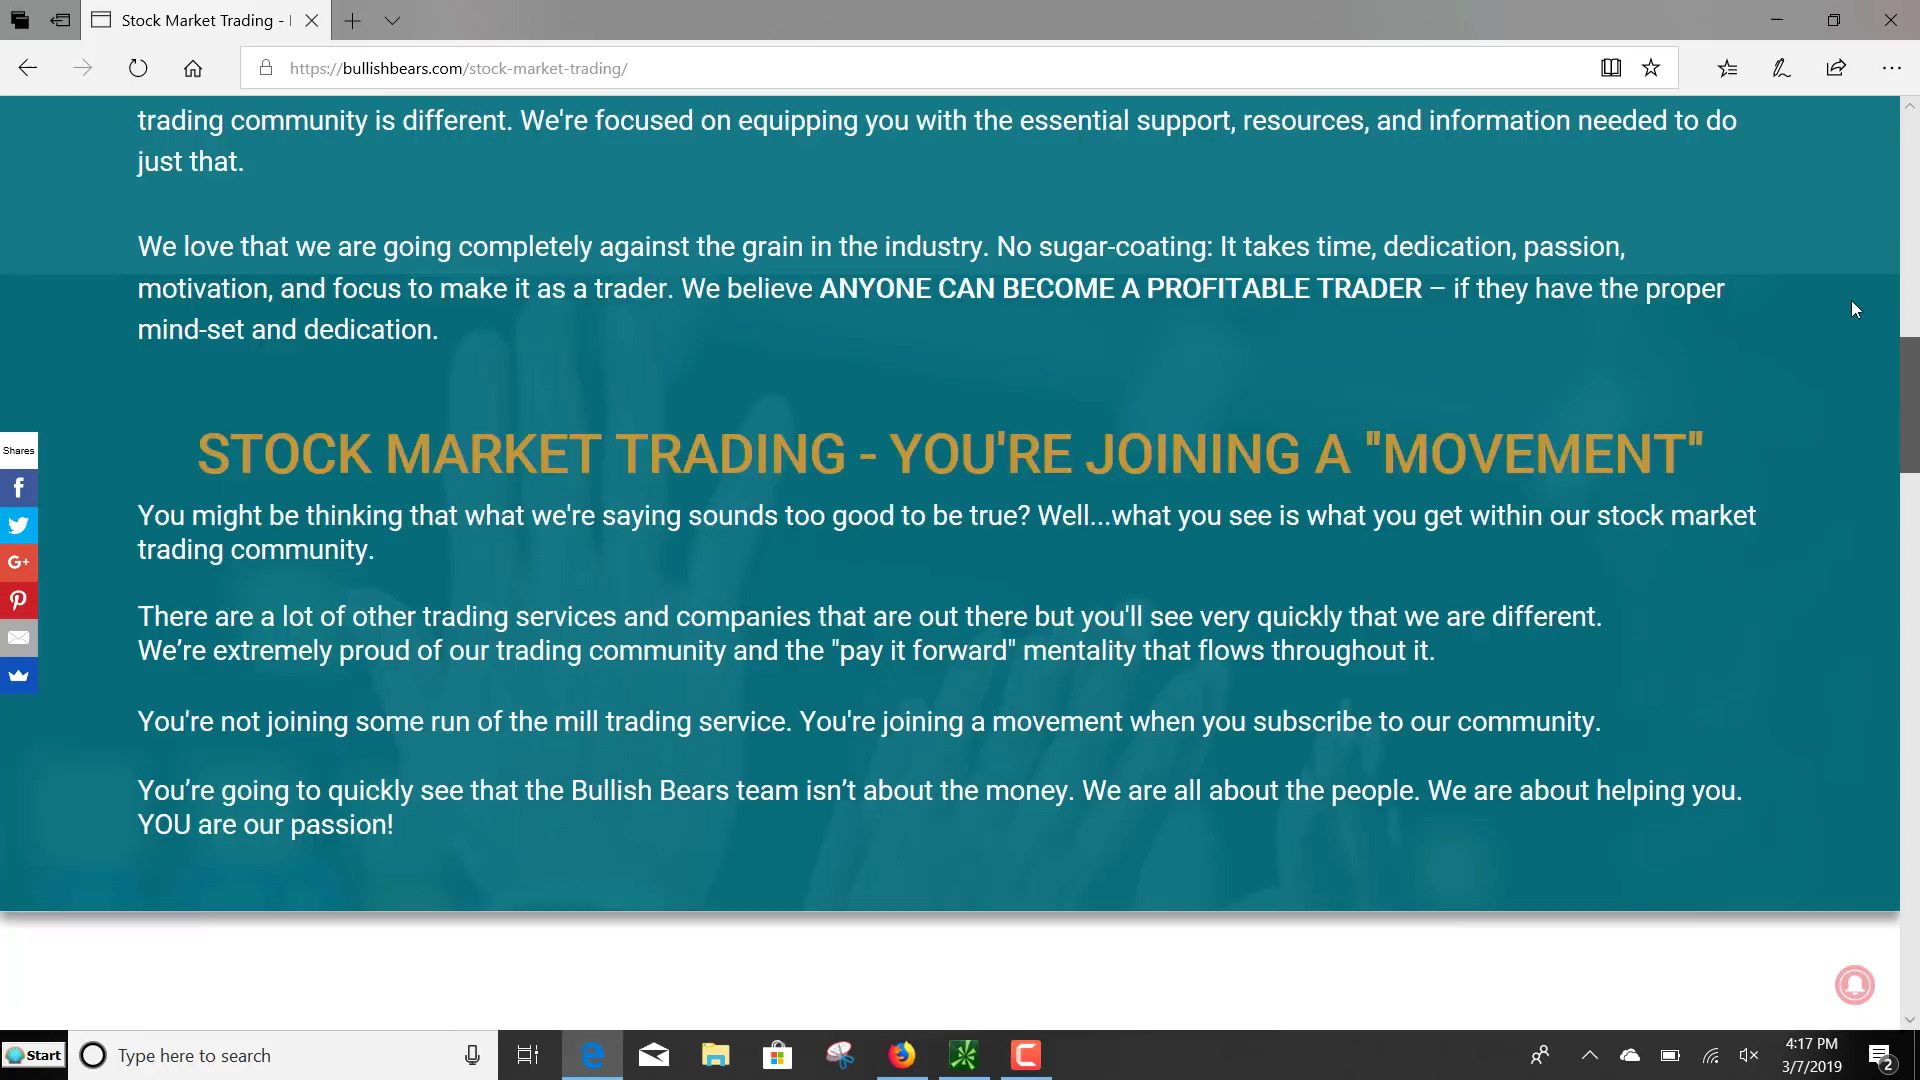 Stock Market Trading - I
https://bullishbears.com/stock-market-trading/
trading community is different. We're focused on equipping you with the essential support, resources, and information needed to do
just that.
We love that we are going completely against the grain in the industry. No sugar-coating: It takes time, dedication, passion,
motivation, and focus to make it as a trader. We believe ANYONE CAN BECOME A PROFITABLE TRADER – if they have the proper
mind-set and dedication.
STOCK MARKET TRADING - YOU'RE JOINING A "MOVEMENT"
You might be thinking that what we're saying sounds too good to be true? Well...what you see is what you get within our stock market
trading community.
There are a lot of other trading services and companies that are out there but you'll see very quickly that we are different.
We’re extremely proud of our trading community and the "pay it forward" mentality that flows throughout it.
You're not joining some run of the mill trading service. You're joining a movement when you subscribe to our community.
You’re going to quickly see that the Bullish Bears team isn’t about the money. We are all about the people. We are about helping you.
YOU are our passion!
Shares
G+
Start
Type here to search
4:17 PM
3/7/2019
2